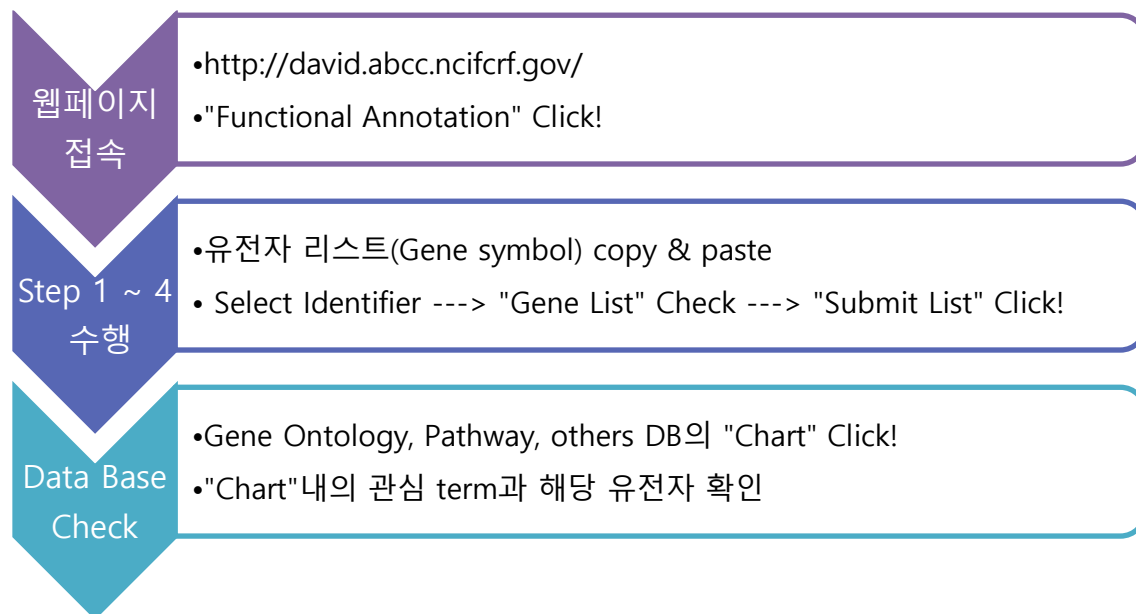 웹페이지
접속
•http://david.abcc.ncifcrf.gov/
•"Functional Annotation" Click!
Step 1 ~ 4
수행
•유전자 리스트(Gene symbol) copy & paste
• Select Identifier ---> "Gene List" Check ---> "Submit List" Click!
Data Base
Check
•Gene Ontology, Pathway, others DB의 "Chart" Click!
•"Chart"내의 관심 term과 해당 유전자 확인